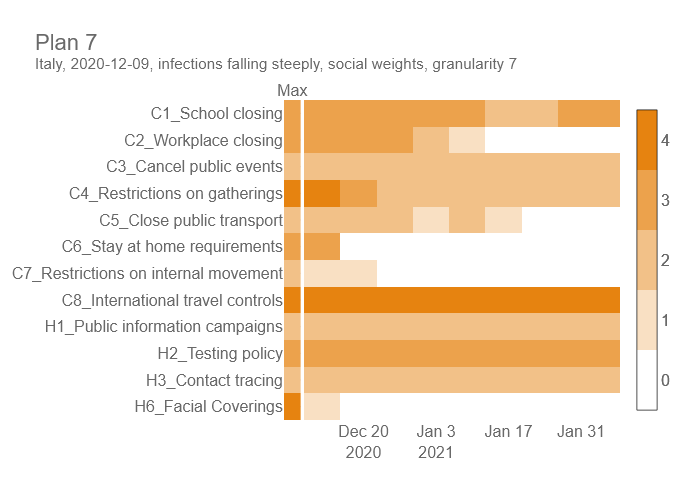 Plan 7
Italy, 2020-12-09, infections falling steeply, social weights, granularity 7
Max
C1_School closing
C2_Workplace closing
C3_Cancel public events
C4_Restrictions on gatherings
C5_Close public transport
C6_Stay at home requirements
C7_Restrictions on internal movement
C8_International travel controls
H1_Public information campaigns
H2_Testing policy
H3_Contact tracing
H6_Facial Coverings
4
3
2
1
0
Dec 20 Jan 3 Jan 17 Jan 31
2020 2021